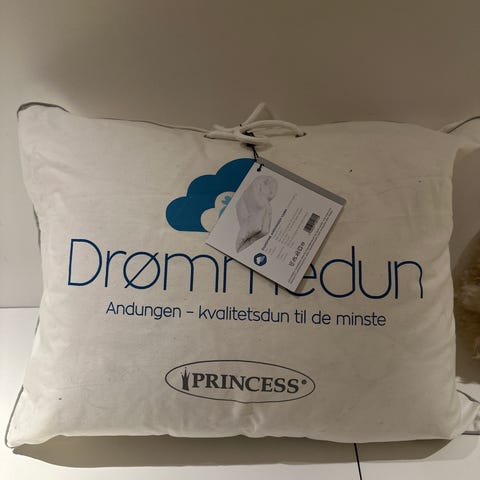 Drømmedun
Andungen - kvalitetsdun til de minste
PRINCESS®